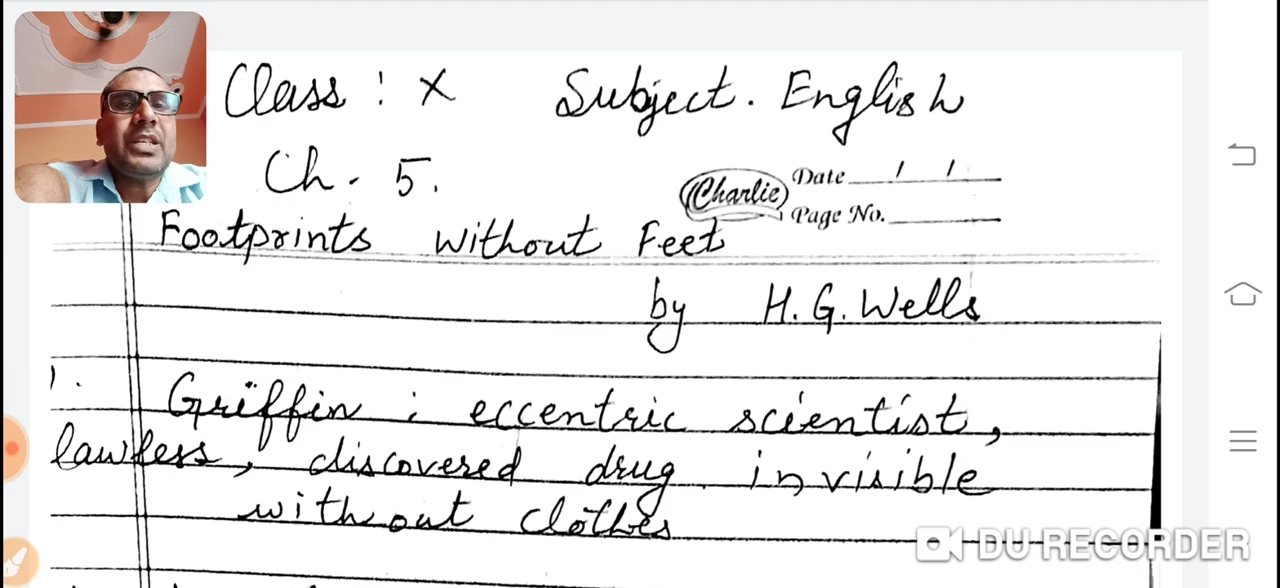 Class : X Subject. English
Ch. 5.
Charlie Date / /
Page No.
Footprints without Feet
by H.G. Wells
1. Griffin : eccentric scientist,
lawless, discovered drug. invisible
without clothes
DU RECORDER